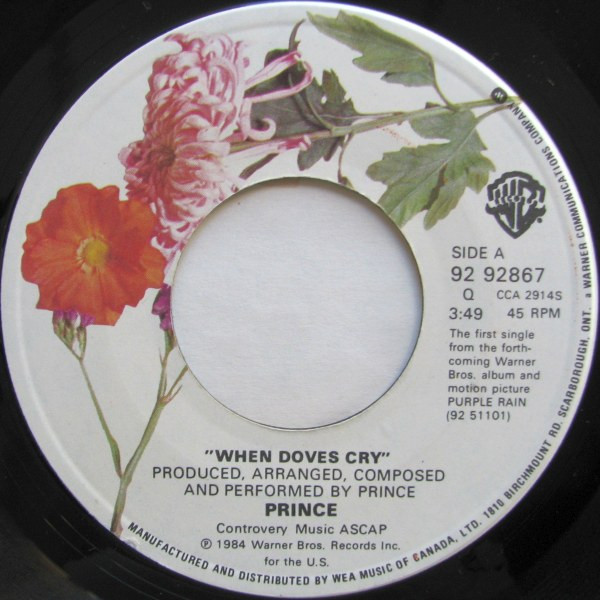 SIDE A
92 92867
Q CCA 2914S
3:49 45 RPM
The first single
from the forth-
coming Warner
Bros. album and
motion picture
PURPLE RAIN
(92 51101)
"WHEN DOVES CRY"
PRODUCED, ARRANGED, COMPOSED
AND PERFORMED BY PRINCE
PRINCE
Controvery Music ASCAP
℗ 1984 Warner Bros. Records Inc.
for the U.S.
MANUFACTURED AND DISTRIBUTED BY WEA MUSIC OF CANADA, LTD. 1810 BIRCHMOUNT RD. SCARBOROUGH, ONT. a WARNER COMMUNICATIONS COMPANY